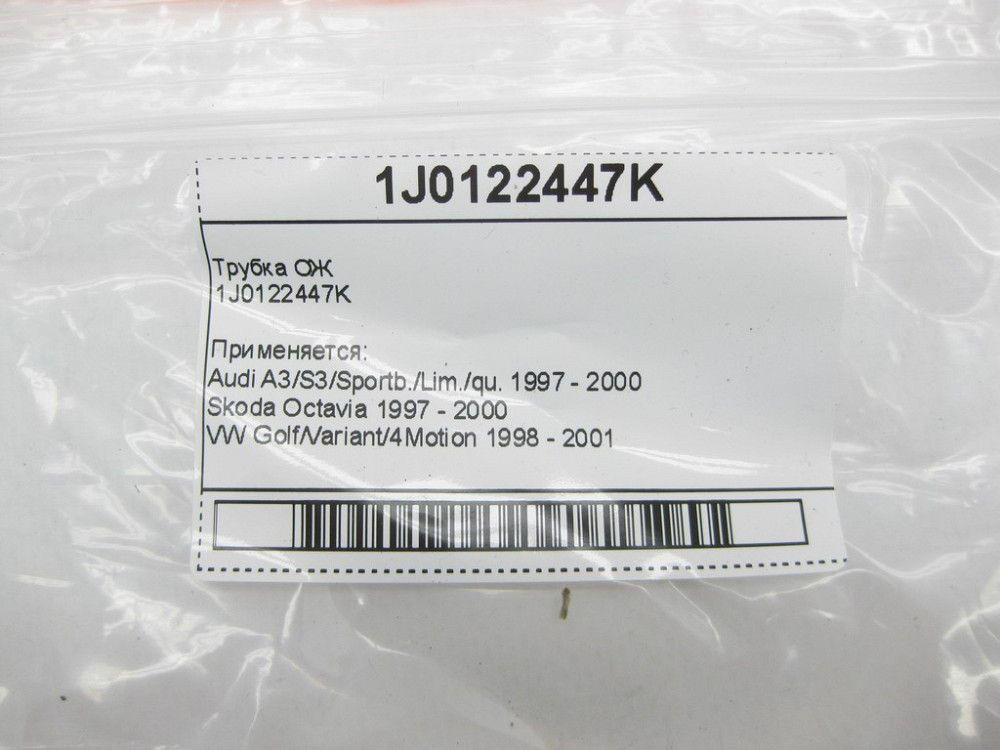 1J0122447K
Трубка ОЖ
1J0122447K
Применяется:
Audi A3/S3/Sportb./Lim./qu. 1997 - 2000
Skoda Octavia 1997 - 2000
VW Golf/Variant/4Motion 1998 - 2001